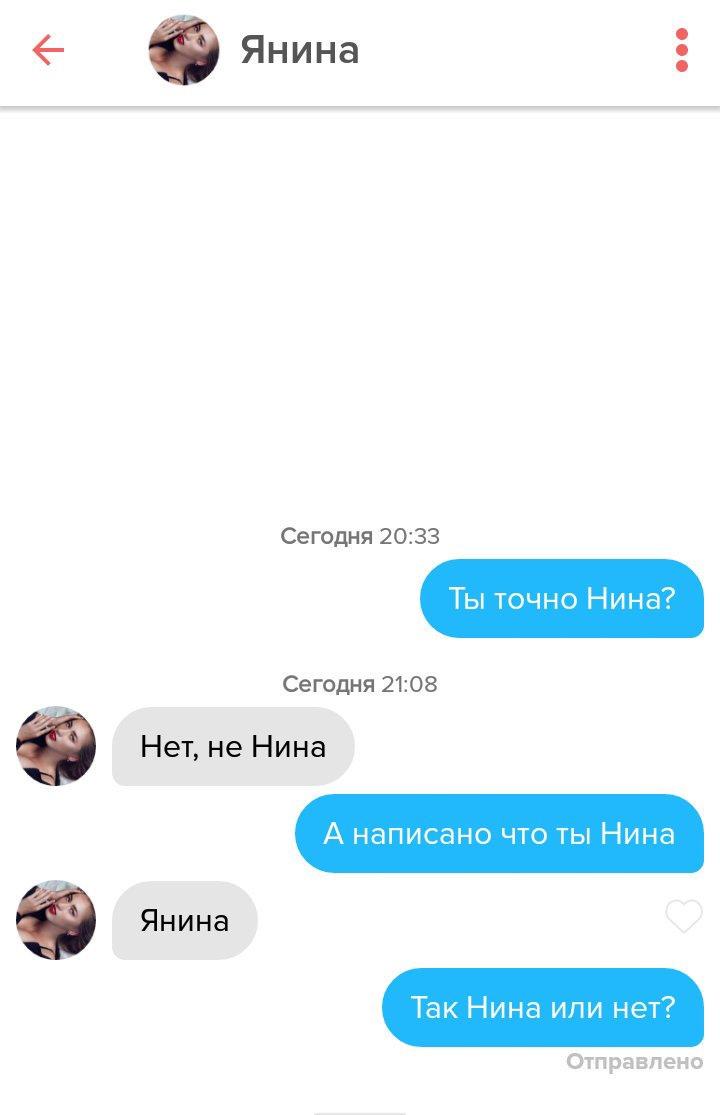 Янина
Сегодня 20:33
Ты точно Нина?
Сегодня 21:08
Нет, не Нина
А написано что ты Нина
Янина
Так Нина или нет?
Отправлено